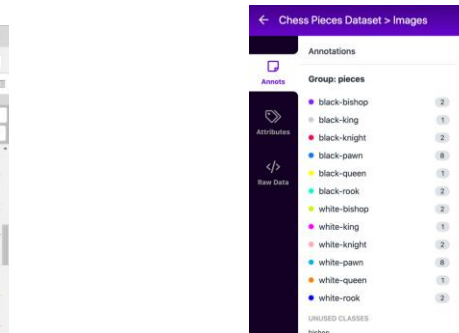 ← Chess Pieces Dataset > Images
Annotations
Annots
Group: pieces
black-bishop 2
black-king 1
Attributes
black-knight 2
black-pawn 8
</>
Raw Data
black-queen 1
black-rook 2
white-bishop 2
white-king 1
white-knight 2
white-pawn 8
white-queen 1
white-rook 2
UNUSED CLASSES
bishop